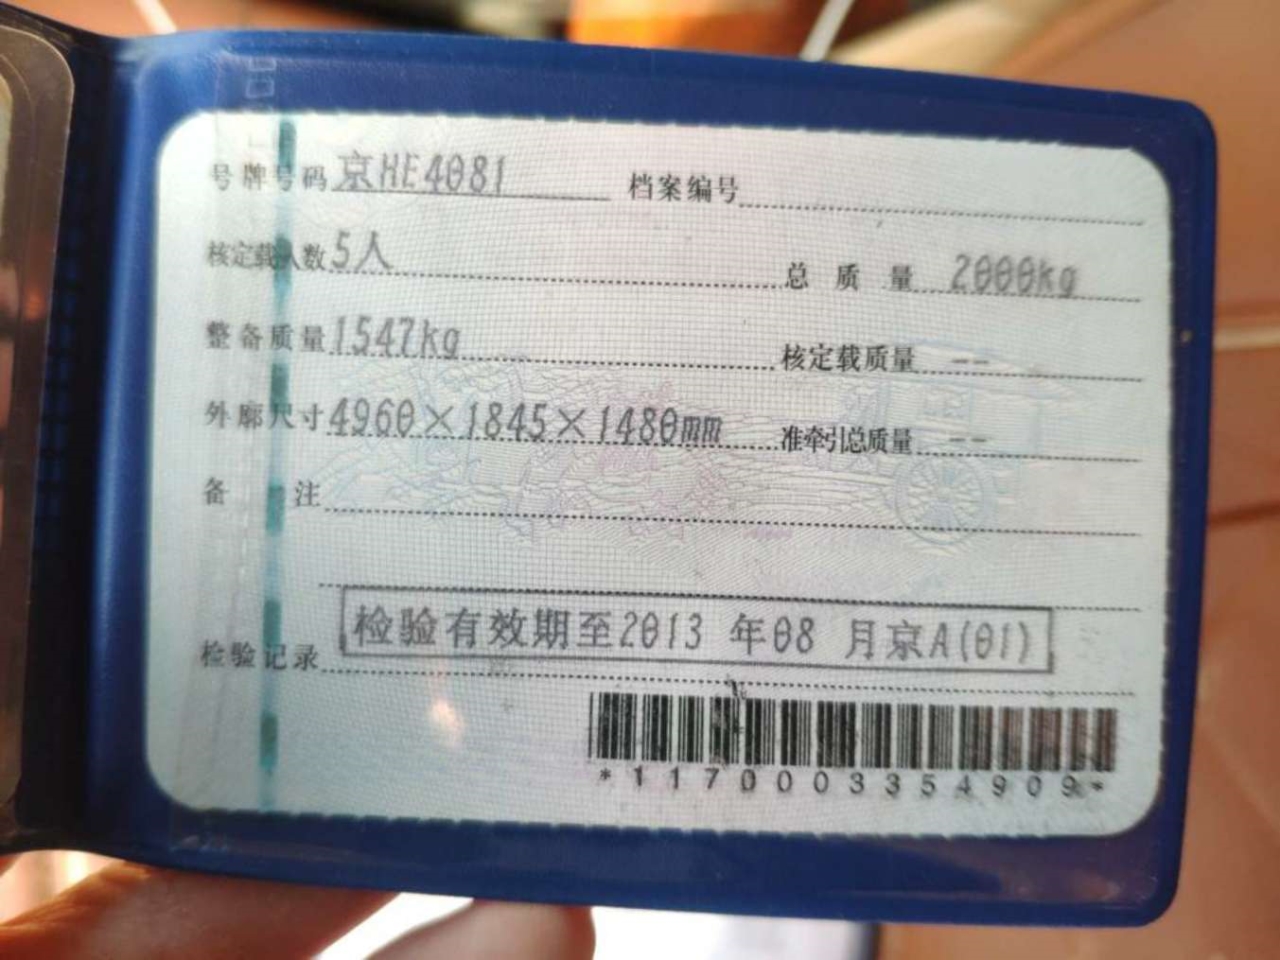 号牌号码 京HE4081 档案编号
核定载人数 5人 总质量 2000kg
整备质量 1547kg 核定载质量 --
外廓尺寸 4960×1845×1480mm 准牵引总质量 --
备注
检验记录 检验有效期至2013 年08 月京A(01)
*1170003354909*